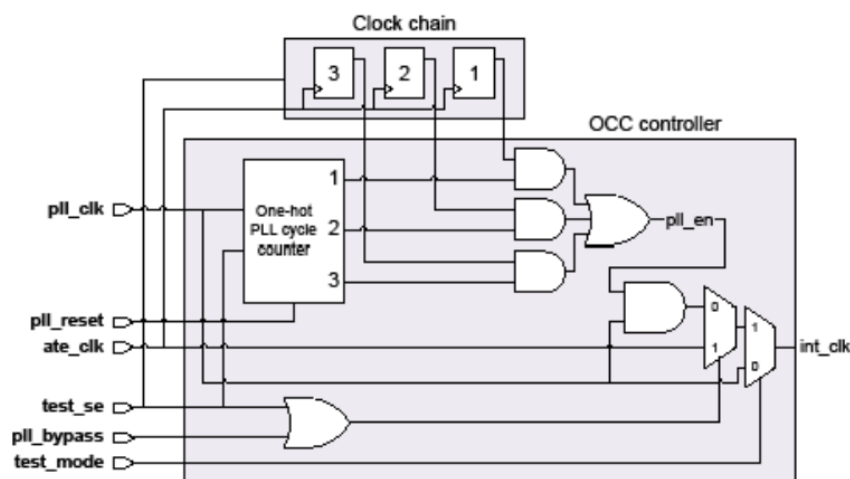 Clock chain
3
2
1
OCC controller
1
pll_clk
One-hot
PLL cycle
counter
2
pll_en
3
0
pll_reset
1
ate_clk
1
int_clk
0
test_se
pll_bypass
test_mode